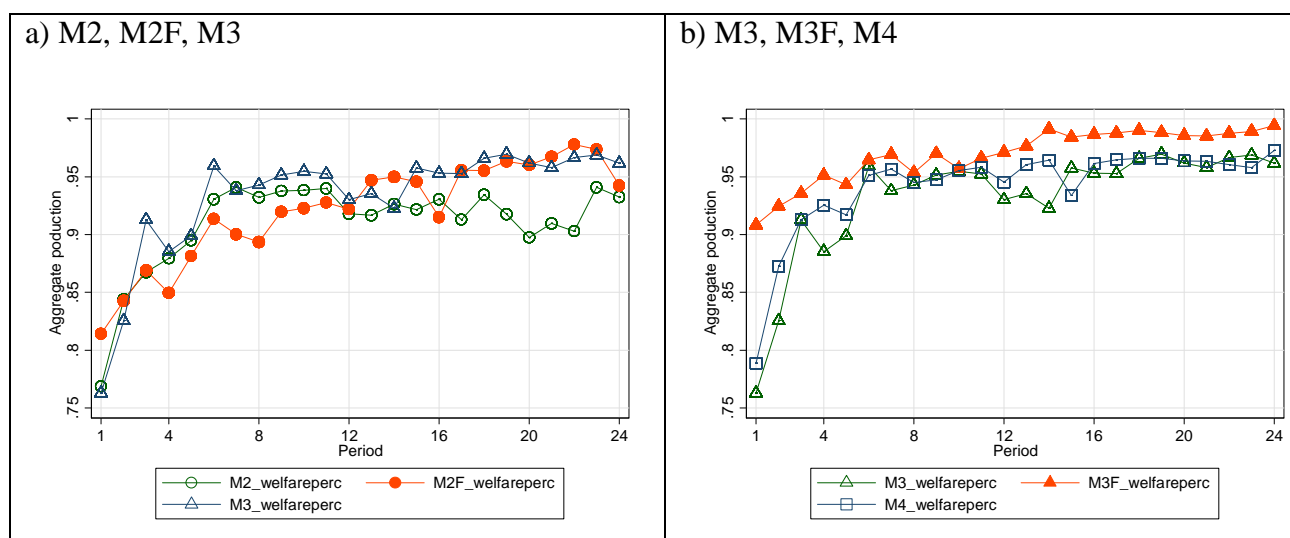 a) M2, M2F, M3
Aggregate poduction
1
.95
.9
.85
.8
.75
1 4 8 12 16 20 24
Period
M2_welfareperc M2F_welfareperc
M3_welfareperc
b) M3, M3F, M4
Aggregate poduction
1
.95
.9
.85
.8
.75
1 4 8 12 16 20 24
Period
M3_welfareperc M3F_welfareperc
M4_welfareperc